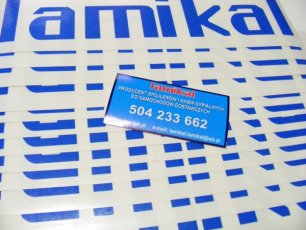 lamikal
lamikal
PRODUCENT SPOJLERÓW I KABIN SYPIALNYCH
DO SAMOCHODÓW DOSTAWCZYCH
504 233 662
e-mail: lamikal.lamikal@wp.pl